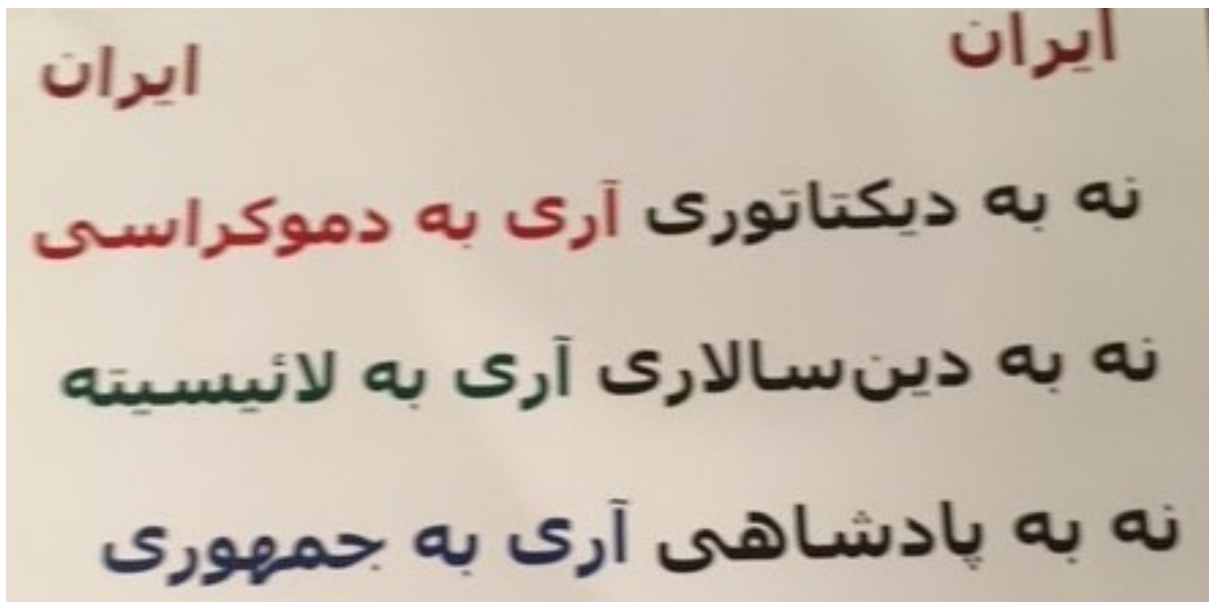 ایران ایران
نه به دیکتاتوری آری به دموکراسی
نه به دین‌سالاری آری به لائیسیته
نه به پادشاهی آری به جمهوری